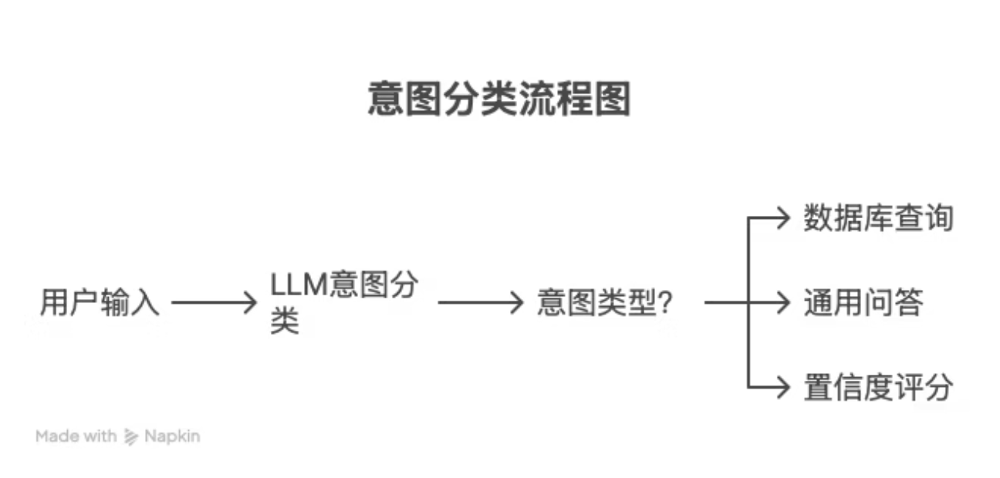 意图分类流程图
用户输入
LLM意图分
类
意图类型?
数据库查询
通用问答
置信度评分
Made with Napkin